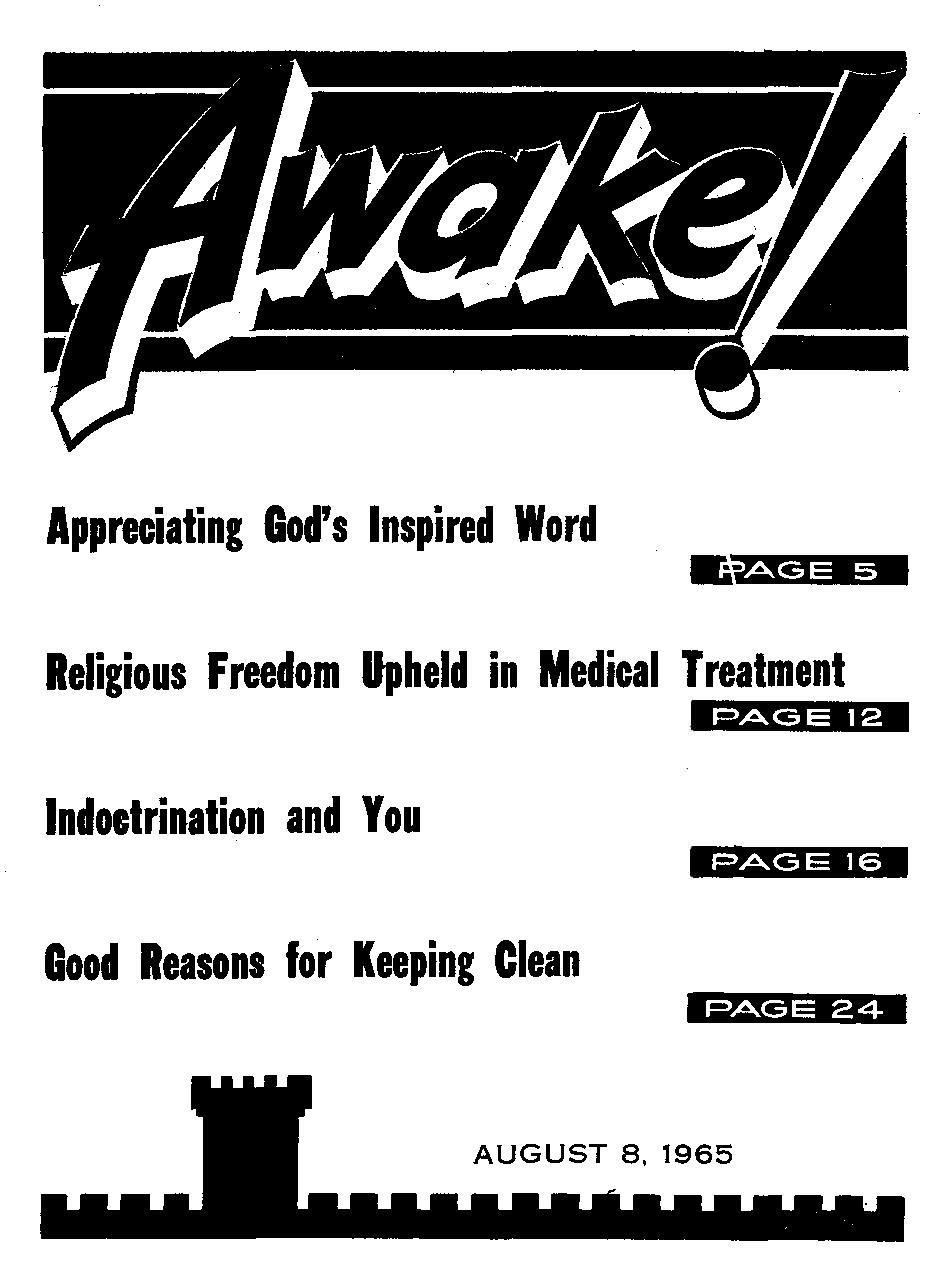 Awake!
Appreciating God's Inspired Word
PAGE 5
Religious Freedom Upheld in Medical Treatment
PAGE 12
Indoctrination and You
PAGE 16
Good Reasons for Keeping Clean
PAGE 24
AUGUST 8, 1965